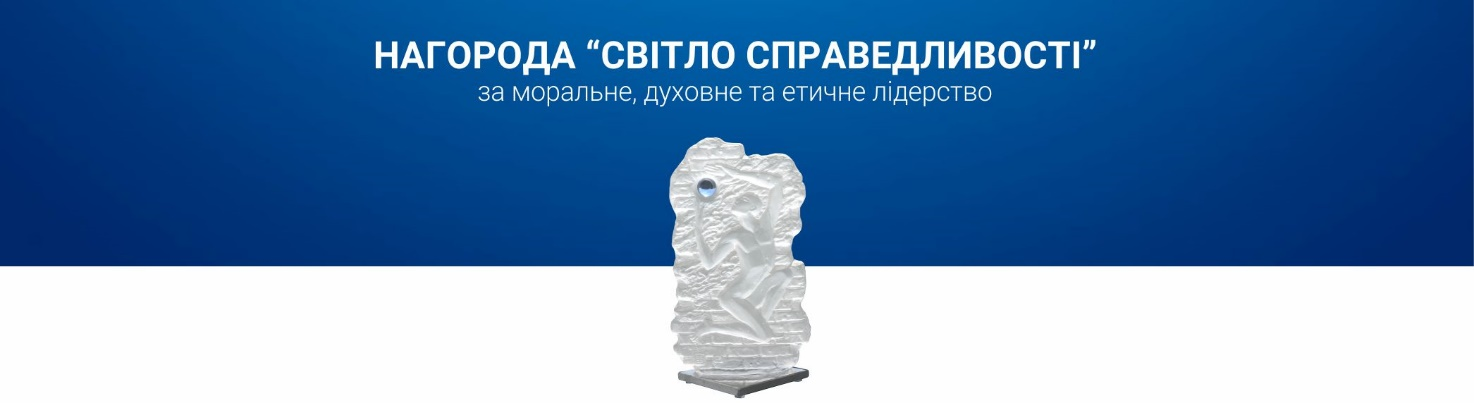 НАГОРОДА “СВІТЛО СПРАВЕДЛИВОСТІ”
за моральне, духовне та етичне лідерство